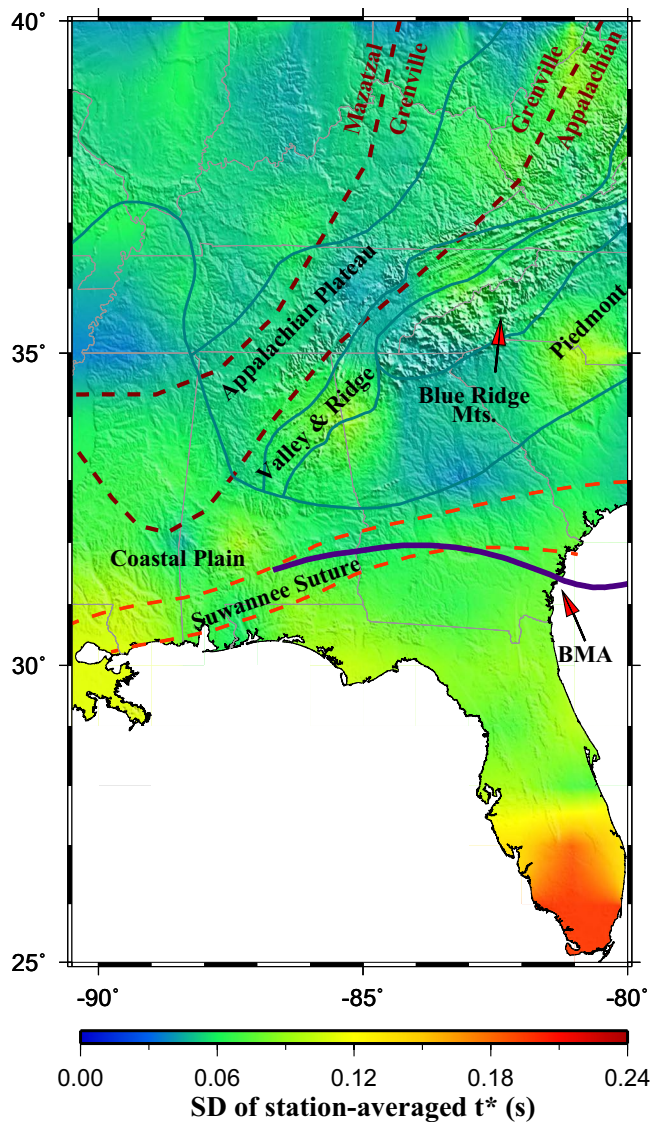 40˚
Mazatzal
Grenville
Grenville
Appalachian
Appalachian Plateau
Piedmont
35˚
Blue Ridge
Mts.
Valley & Ridge
Coastal Plain
Suwannee Suture
BMA
30˚
25˚
-90˚ -85˚ -80˚
0.00 0.06 0.12 0.18 0.24
SD of station-averaged t* (s)